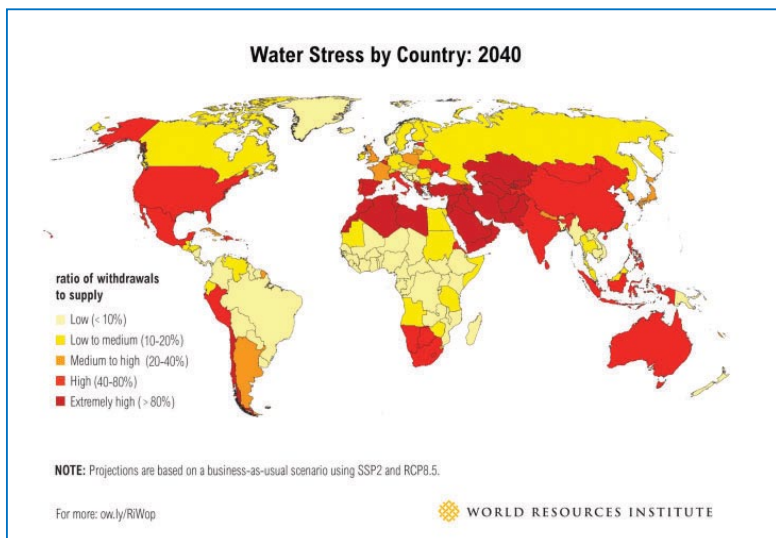 Water Stress by Country: 2040
ratio of withdrawals
to supply
Low (< 10%)
Low to medium (10-20%)
Medium to high (20-40%)
High (40-80%)
Extremely high (> 80%)
NOTE: Projections are based on a business-as-usual scenario using SSP2 and RCP8.5.
For more: ow.ly/RiWop
WORLD RESOURCES INSTITUTE